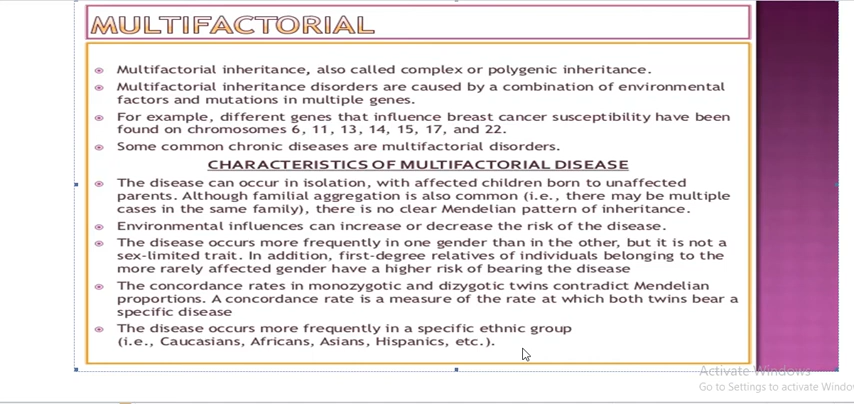 MULTIFACTORIAL
Multifactorial inheritance, also called complex or polygenic inheritance.
Multifactorial inheritance disorders are caused by a combination of environmental
factors and mutations in multiple genes.
For example, different genes that influence breast cancer susceptibility have been
found on chromosomes 6, 11, 13, 14, 15, 17, and 22.
Some common chronic diseases are multifactorial disorders.
CHARACTERISTICS OF MULTIFACTORIAL DISEASE
The disease can occur in isolation, with affected children born to unaffected
parents. Although familial aggregation is also common (i.e., there may be multiple
cases in the same family), there is no clear Mendelian pattern of inheritance.
Environmental influences can increase or decrease the risk of the disease.
The disease occurs more frequently in one gender than in the other, but it is not a
sex-limited trait. In addition, first-degree relatives of individuals belonging to the
more rarely affected gender have a higher risk of bearing the disease
The concordance rates in monozygotic and dizygotic twins contradict Mendelian
proportions. A concordance rate is a measure of the rate at which both twins bear a
specific disease
The disease occurs more frequently in a specific ethnic group
(i.e., Caucasians, Africans, Asians, Hispanics, etc.).
Activate Windows
Go to Settings to activate Windo